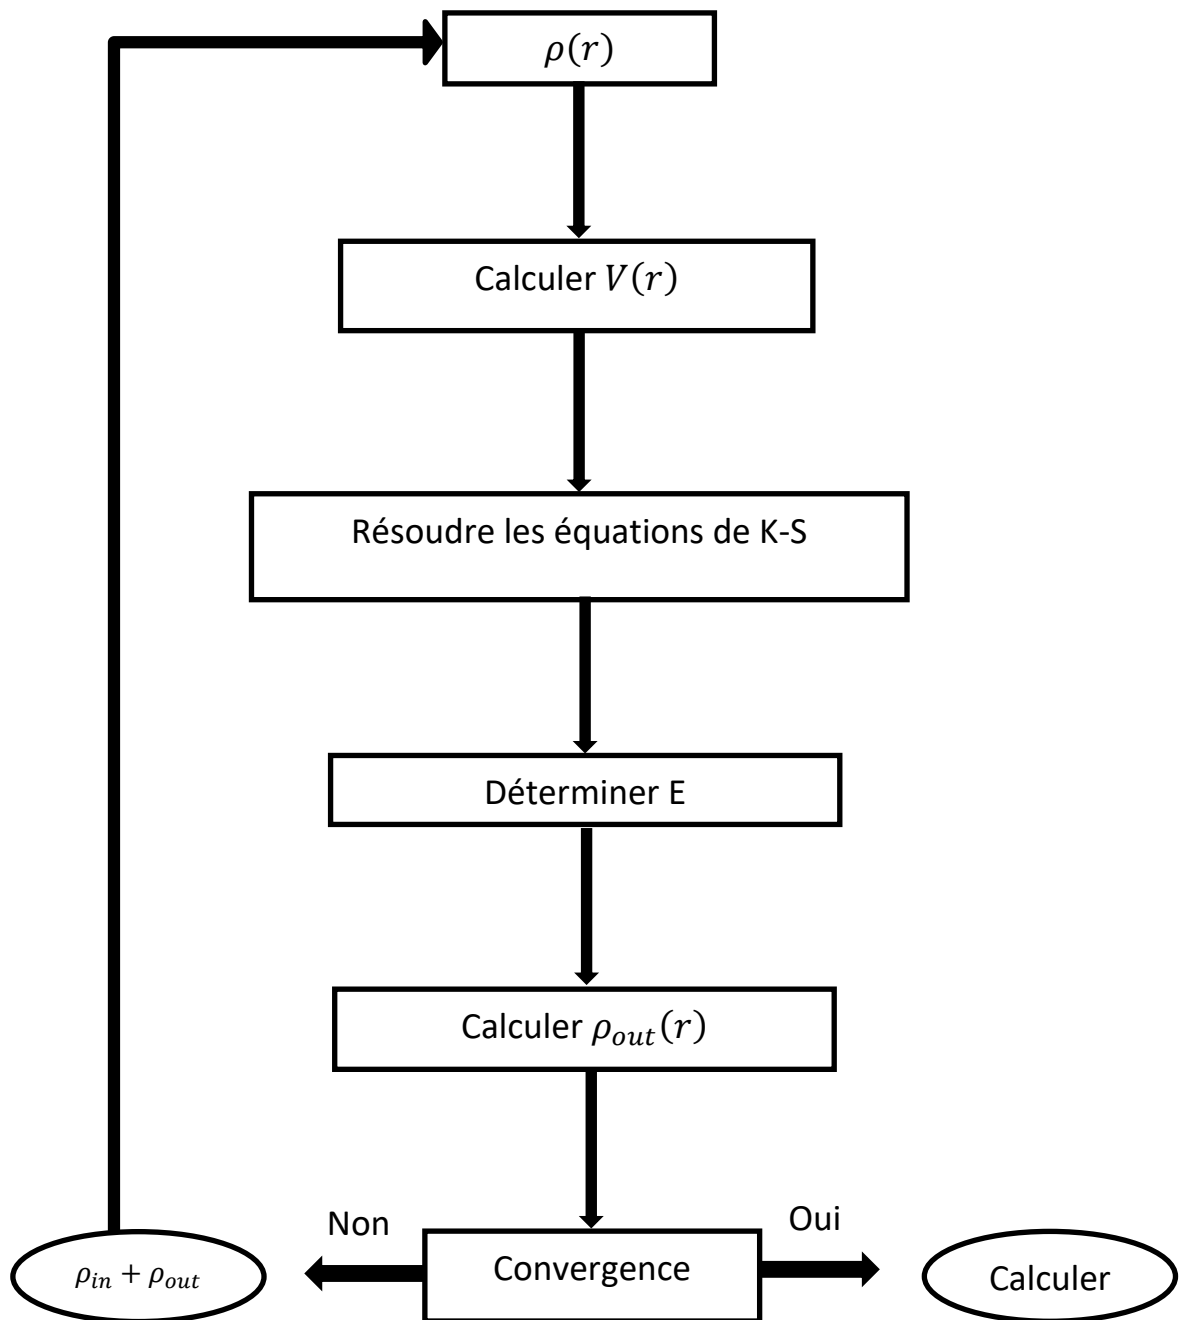 ρ(r)
Calculer V(r)
Résoudre les équations de K-S
Déterminer E
Calculer ρ_out(r)
Non
Oui
ρ_in + ρ_out
Convergence
Calculer